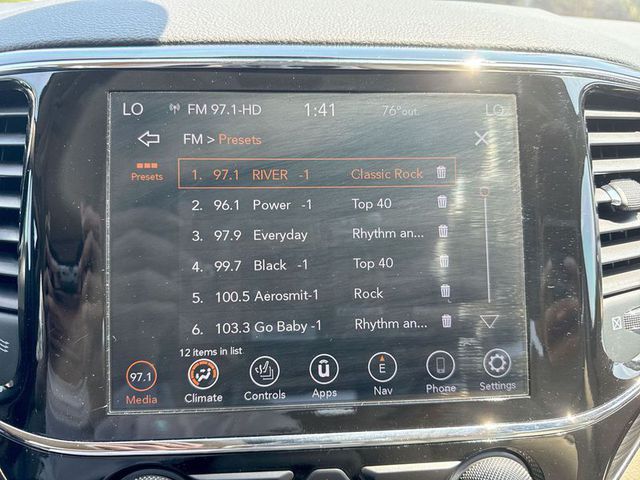 LO FM 97.1-HD 1:41 76°out. LO
FM > Presets
Presets
1. 97.1 RIVER -1 Classic Rock
2. 96.1 Power -1 Top 40
3. 97.9 Everyday Rhythm an...
4. 99.7 Black -1 Top 40
5. 100.5 Aerosmit-1 Rock
6. 103.3 Go Baby -1 Rhythm an...
12 items in list
97.1 E
Media Climate Controls Apps Nav Phone Settings